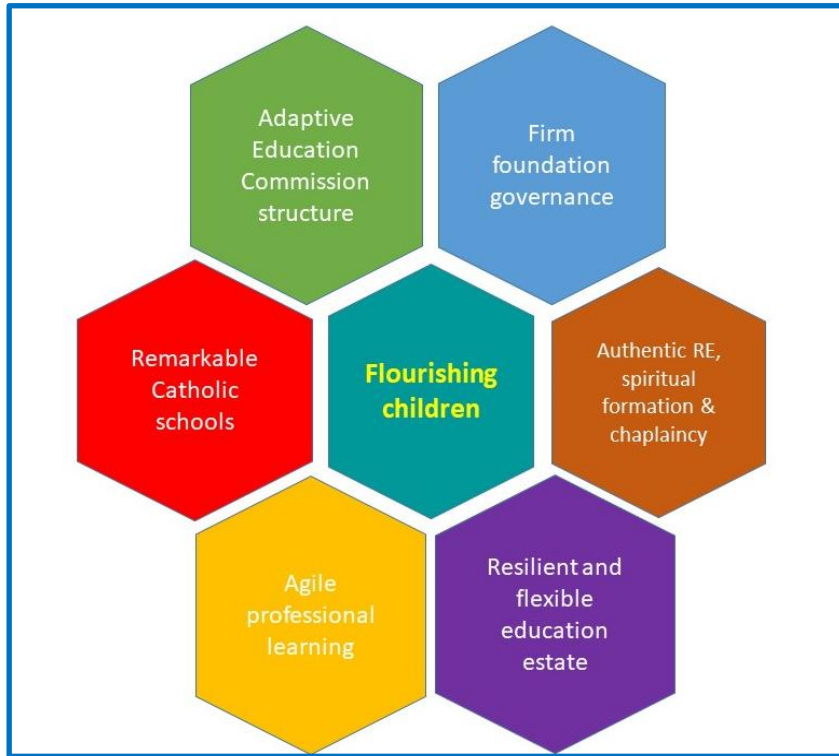 Adaptive
Education
Commission
structure
Firm
foundation
governance
Remarkable
Catholic
schools
Flourishing
children
Authentic RE,
spiritual
formation &
chaplaincy
Agile
professional
learning
Resilient and
flexible
education
estate